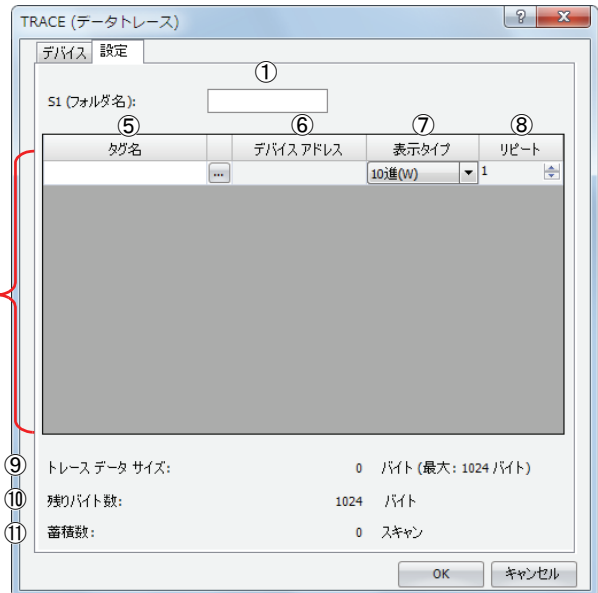 TRACE (データトレース)
デバイス 設定
①
S1 (フォルダ名):
⑤ ⑥ ⑦ ⑧
タグ名 デバイス アドレス 表示タイプ リピート
... 10進(W) 1
⑨ トレース データ サイズ: 0 バイト (最大: 1024 バイト)
⑩ 残りバイト数: 1024 バイト
⑪ 蓄積数: 0 スキャン
OK キャンセル